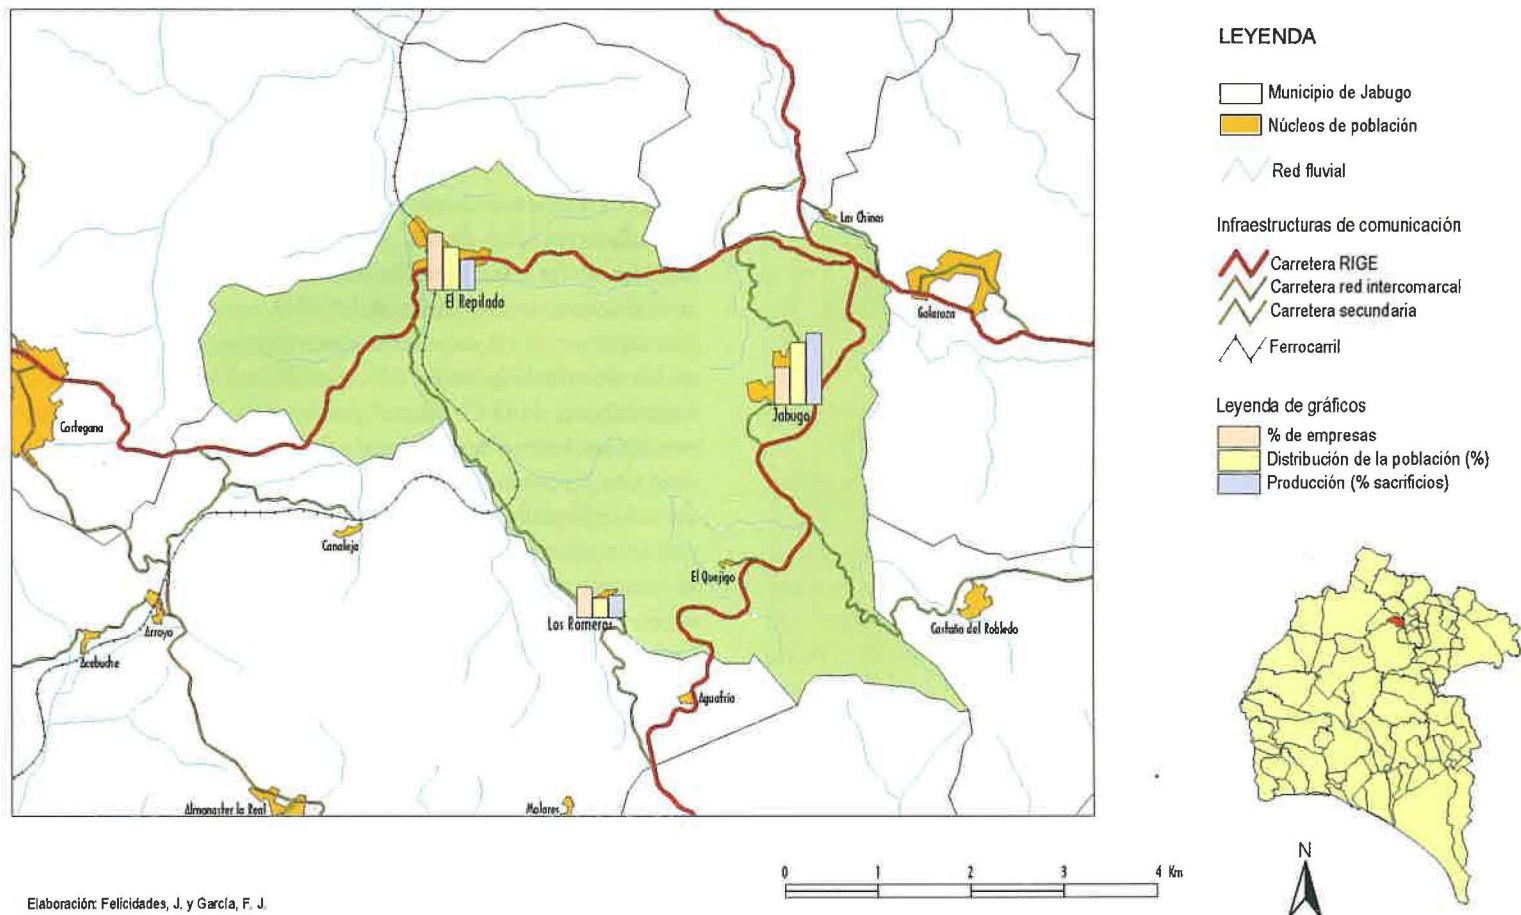 LEYENDA
Municipio de Jabugo
Núcleos de población
Red fluvial
Infraestructuras de comunicación
Carretera RIGE
Carretera red intercomarcal
Carretera secundaria
Ferrocarril
Leyenda de gráficos
% de empresas
Distribución de la población (%)
Producción (% sacrificios)
Las Chinas
El Repilado
Galaroza
Jabugo
Cortegana
Canaleja
El Quejigo
Los Romeros
Castaño del Robledo
Arroyo
Acebuche
Aguafría
Almonaster la Real
Molares
0 1 2 3 4 Km
N
Elaboración: Felicidades, J. y García, F. J.